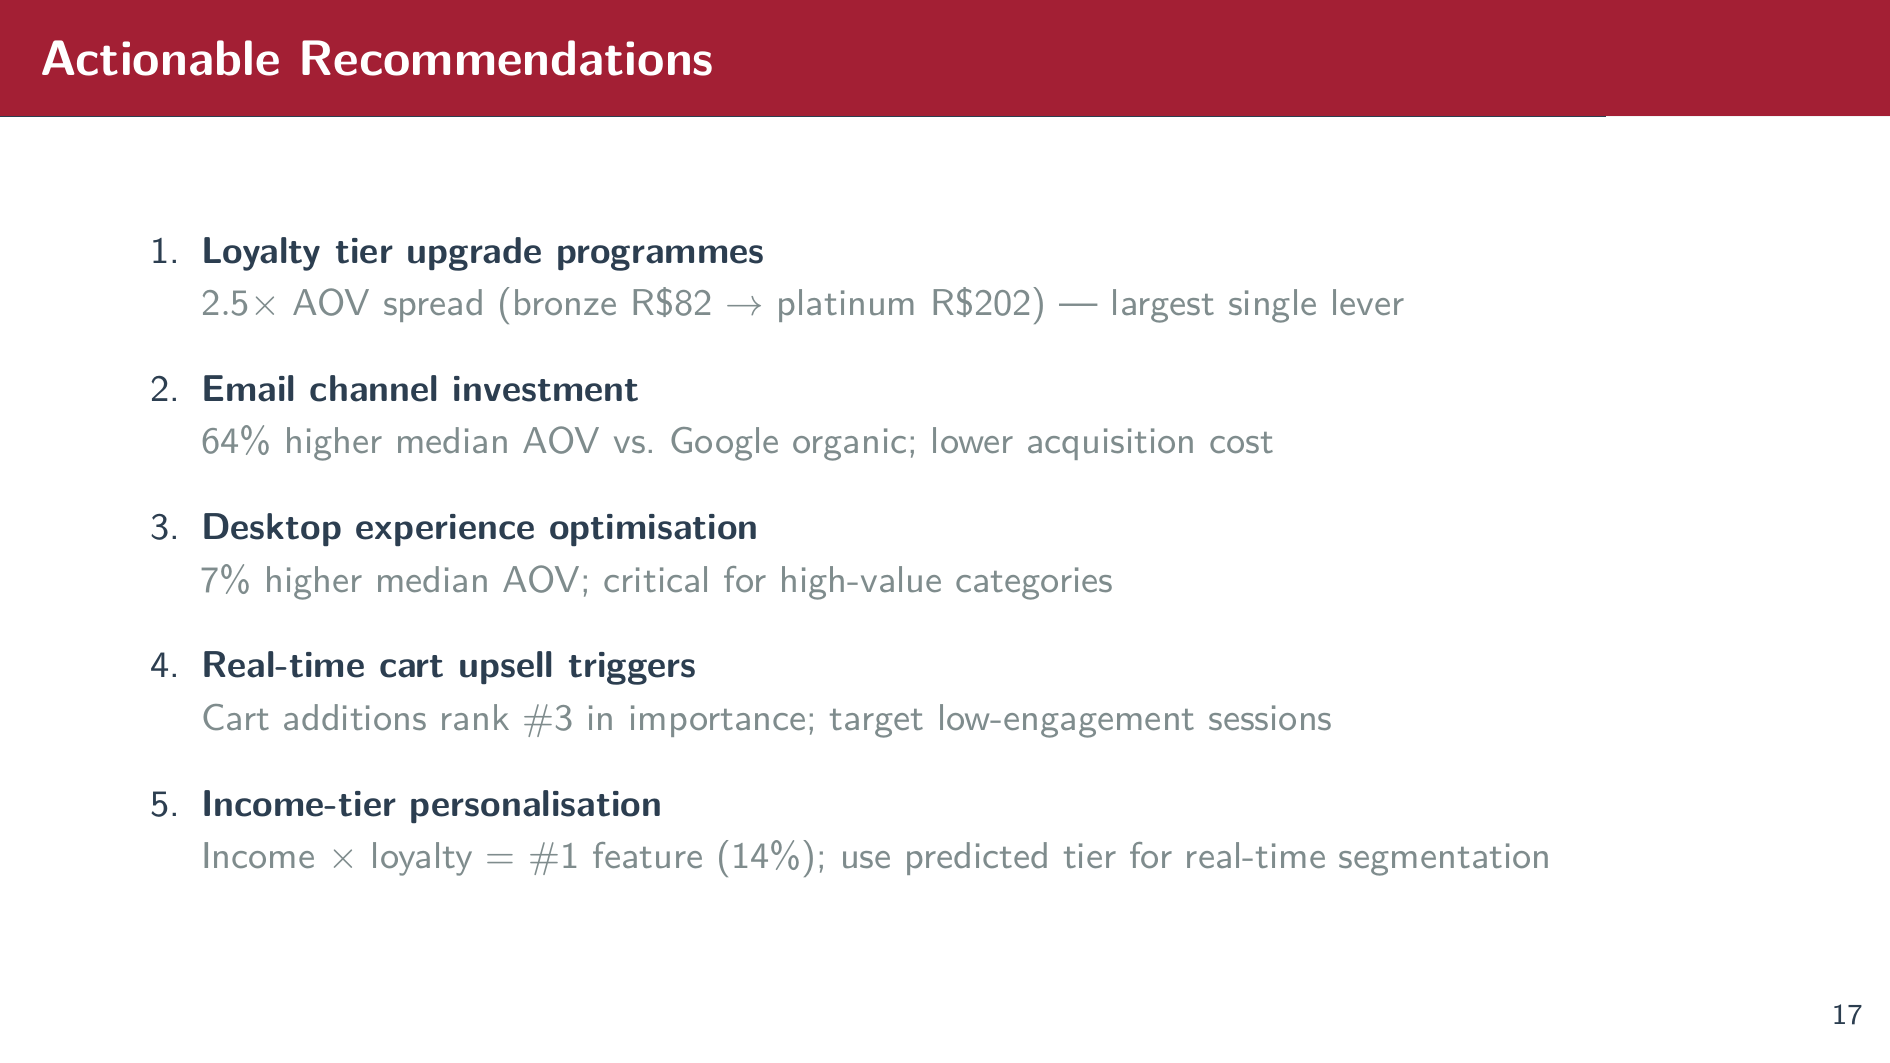 Actionable Recommendations
1. Loyalty tier upgrade programmes
2.5× AOV spread (bronze R$82 → platinum R$202) — largest single lever
2. Email channel investment
64% higher median AOV vs. Google organic; lower acquisition cost
3. Desktop experience optimisation
7% higher median AOV; critical for high-value categories
4. Real-time cart upsell triggers
Cart additions rank #3 in importance; target low-engagement sessions
5. Income-tier personalisation
Income × loyalty = #1 feature (14%); use predicted tier for real-time segmentation
17